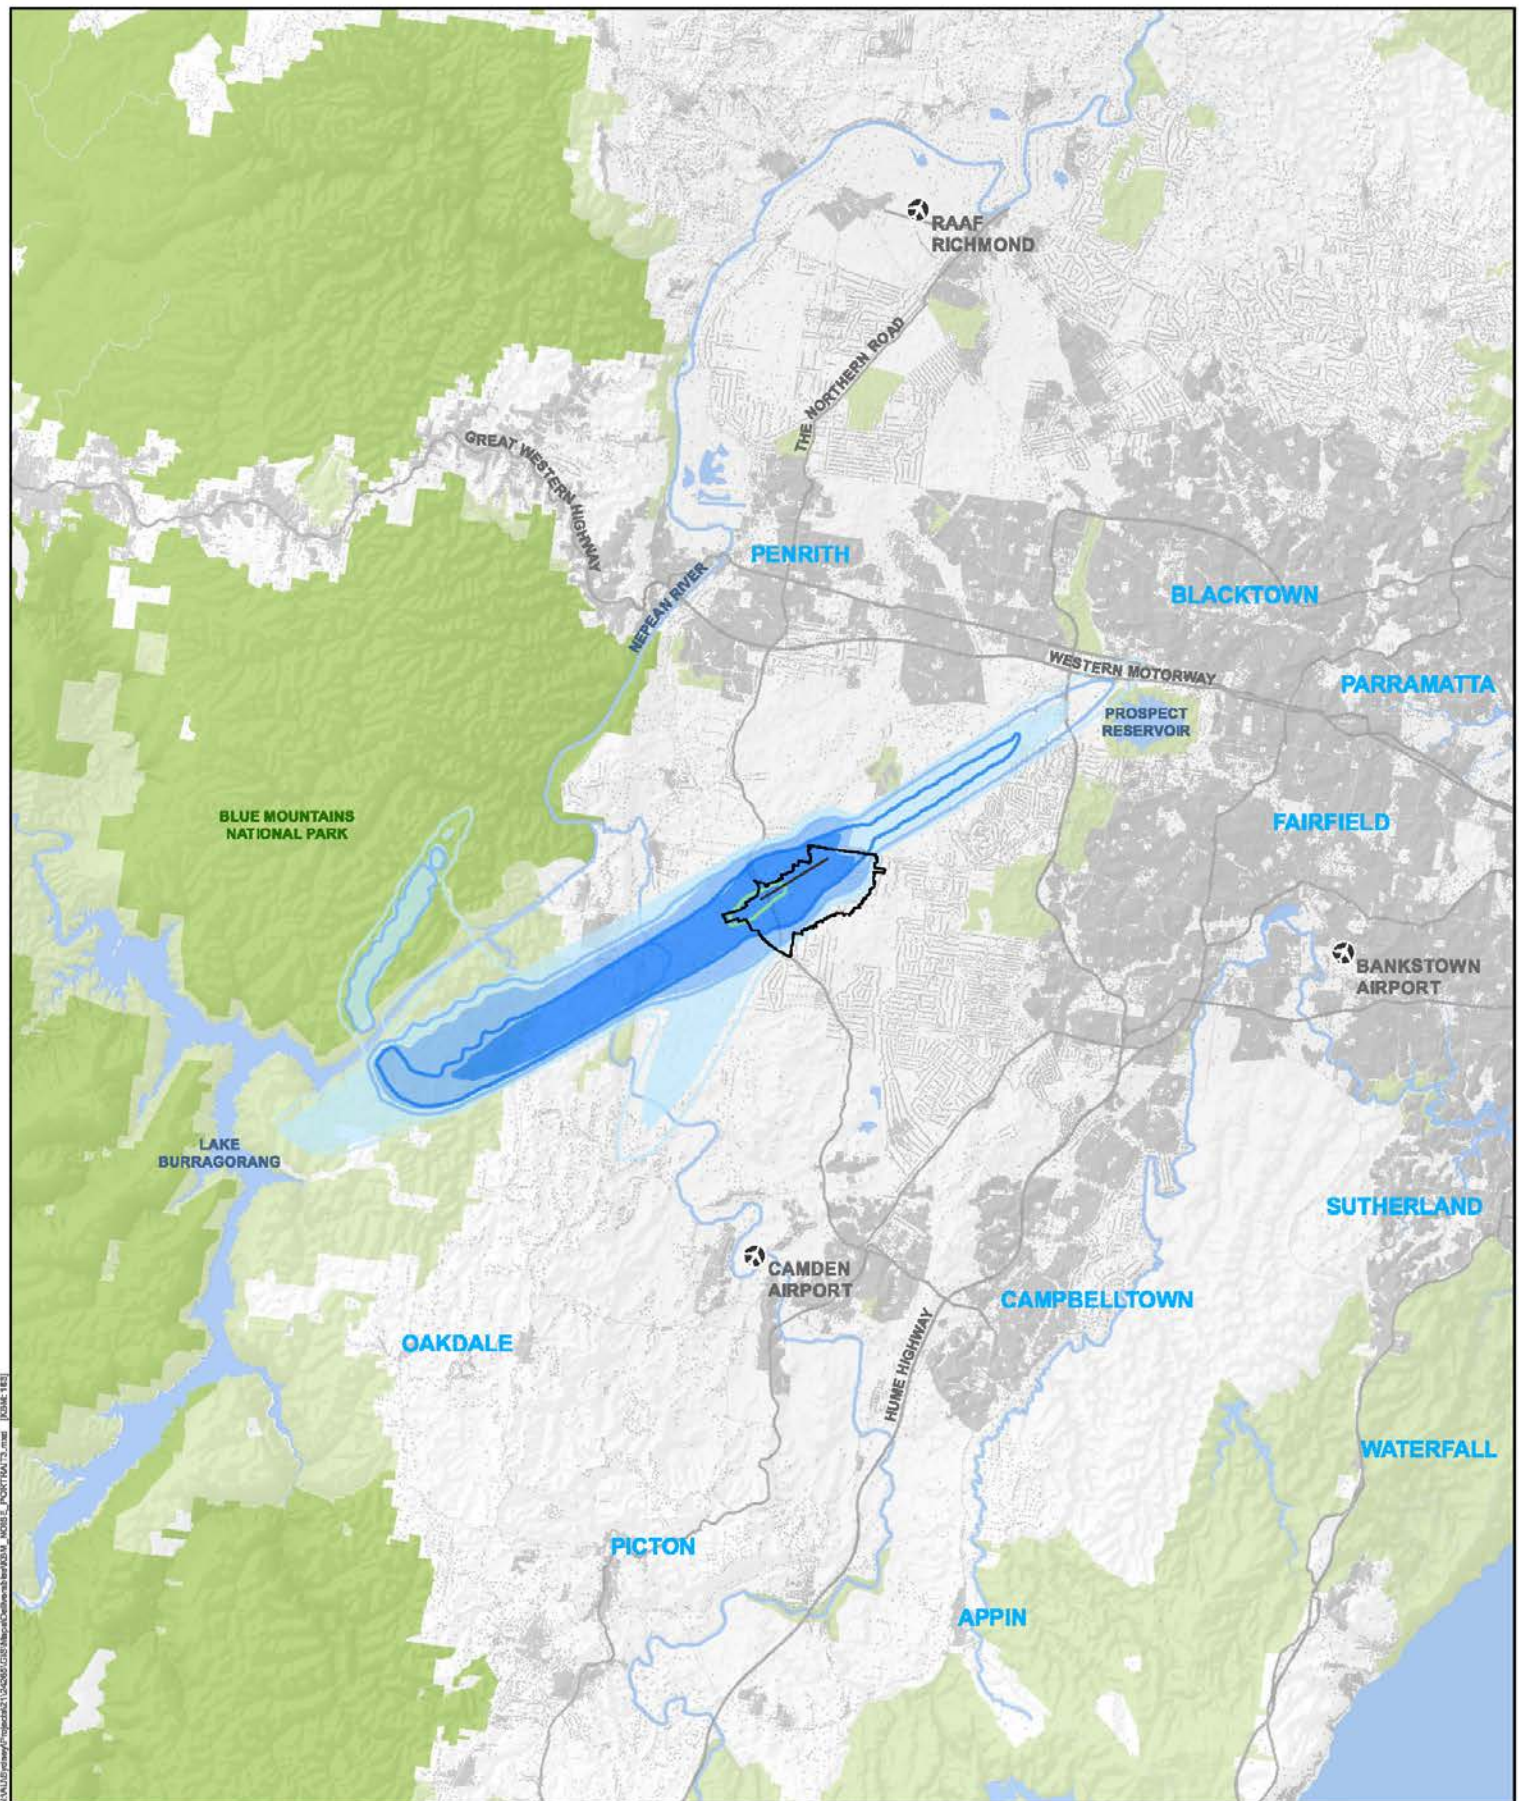 RAAF
RICHMOND
THE NORTHERN ROAD
GREAT WESTERN HIGHWAY
PENRITH
NEPEAN RIVER
BLACKTOWN
WESTERN MOTORWAY
PARRAMATTA
PROSPECT
RESERVOIR
BLUE MOUNTAINS
NATIONAL PARK
FAIRFIELD
BANKSTOWN
AIRPORT
LAKE
BURRAGORANG
SUTHERLAND
CAMDEN
AIRPORT
CAMPBELLTOWN
OAKDALE
HUME HIGHWAY
WATERFALL
PICTON
APPIN